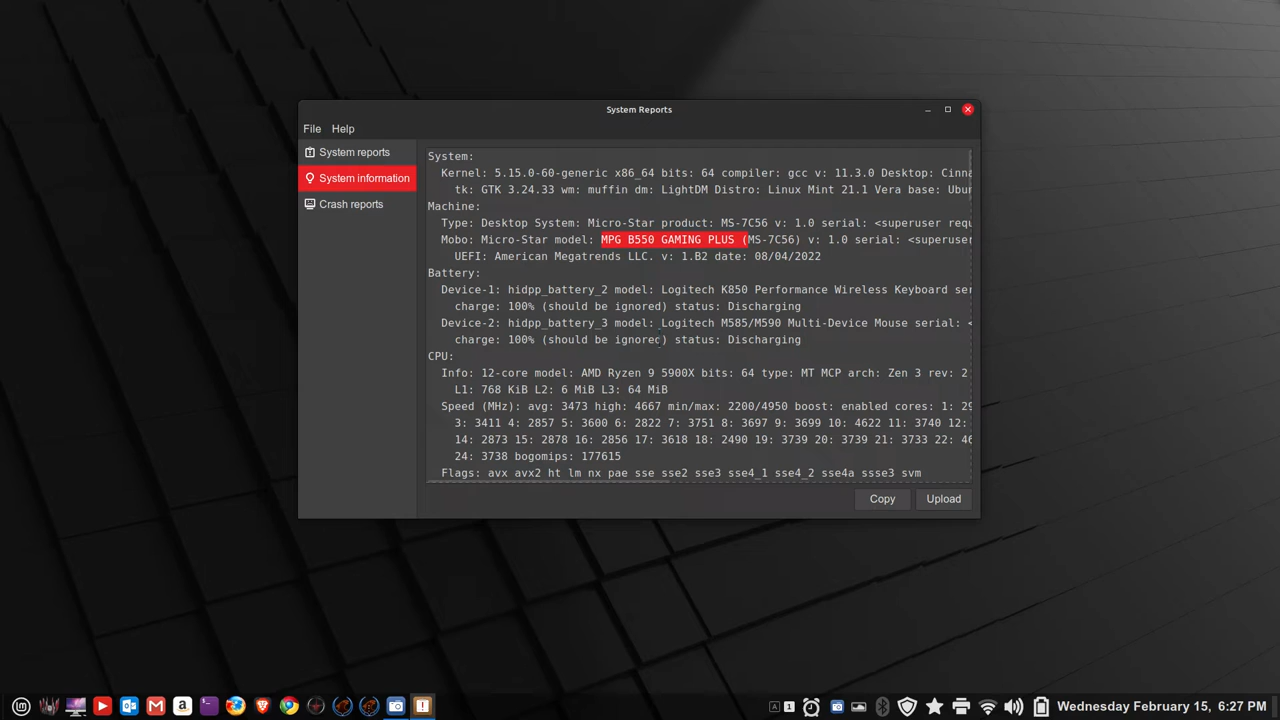 System Reports
File Help
System reports
System information
Crash reports
System:
Kernel: 5.15.0-60-generic x86_64 bits: 64 compiler: gcc v: 11.3.0 Desktop: Cinna
tk: GTK 3.24.33 wm: muffin dm: LightDM Distro: Linux Mint 21.1 Vera base: Ubun
Machine:
Type: Desktop System: Micro-Star product: MS-7C56 v: 1.0 serial: <superuser requ
Mobo: Micro-Star model: MPG B550 GAMING PLUS (MS-7C56) v: 1.0 serial: <superuser
UEFI: American Megatrends LLC. v: 1.B2 date: 08/04/2022
Battery:
Device-1: hidpp_battery_2 model: Logitech K850 Performance Wireless Keyboard ser
charge: 100% (should be ignored) status: Discharging
Device-2: hidpp_battery_3 model: Logitech M585/M590 Multi-Device Mouse serial: <
charge: 100% (should be ignored) status: Discharging
CPU:
Info: 12-core model: AMD Ryzen 9 5900X bits: 64 type: MT MCP arch: Zen 3 rev: 2
L1: 768 KiB L2: 6 MiB L3: 64 MiB
Speed (MHz): avg: 3473 high: 4667 min/max: 2200/4950 boost: enabled cores: 1: 29
3: 3411 4: 2857 5: 3600 6: 2822 7: 3751 8: 3697 9: 3699 10: 4622 11: 3740 12:
14: 2873 15: 2878 16: 2856 17: 3618 18: 2490 19: 3739 20: 3739 21: 3733 22: 46
24: 3738 bogomips: 177615
Flags: avx avx2 ht lm nx pae sse sse2 sse3 sse4_1 sse4_2 sse4a ssse3 svm
Copy Upload
A 1 Wednesday February 15, 6:27 PM